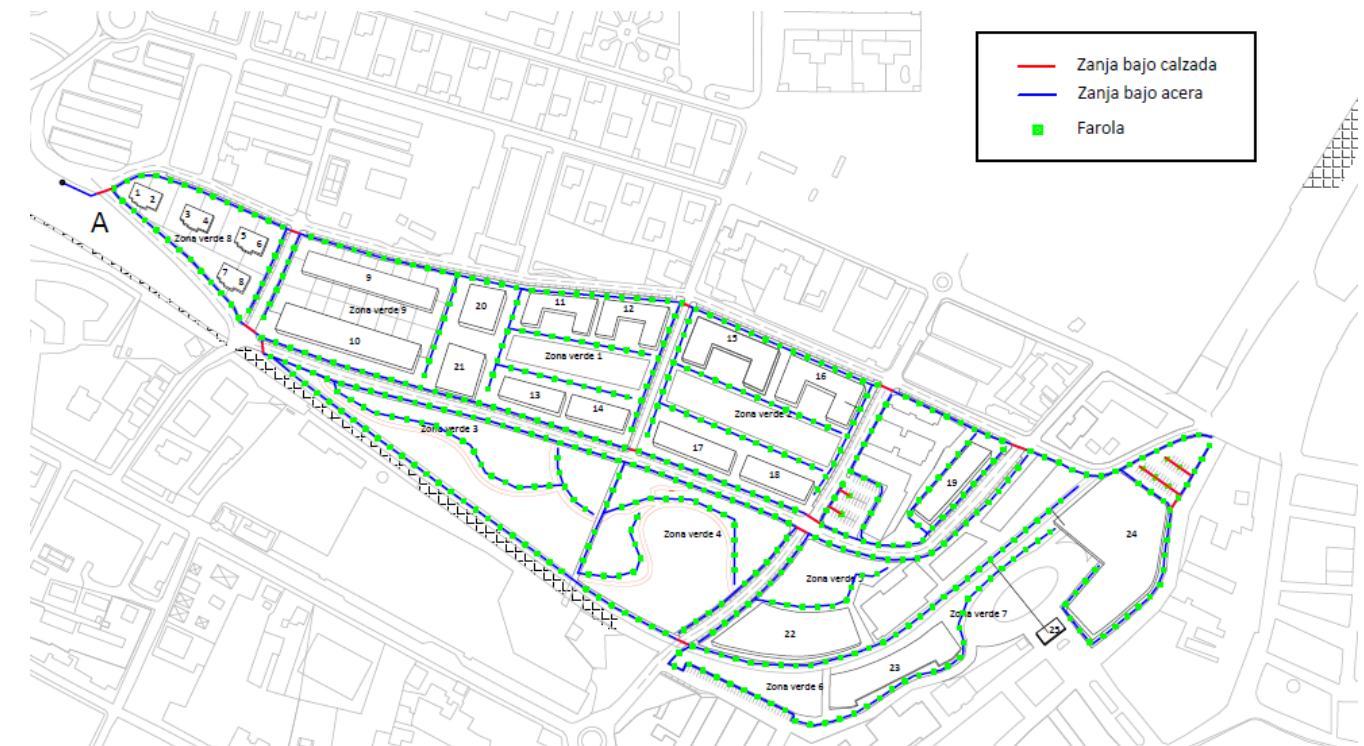 Zanja bajo calzada
Zanja bajo acera
Farola
A
1
2
3
4
Zona verde 8
5
6
7
8
9
Zona verde 9
10
20
21
11
12
Zona verde 1
13
14
15
16
Zona verde 2
17
18
19
Zona verde 3
Zona verde 4
Zona verde 5
22
23
Zona verde 6
Zona verde 7
24
25